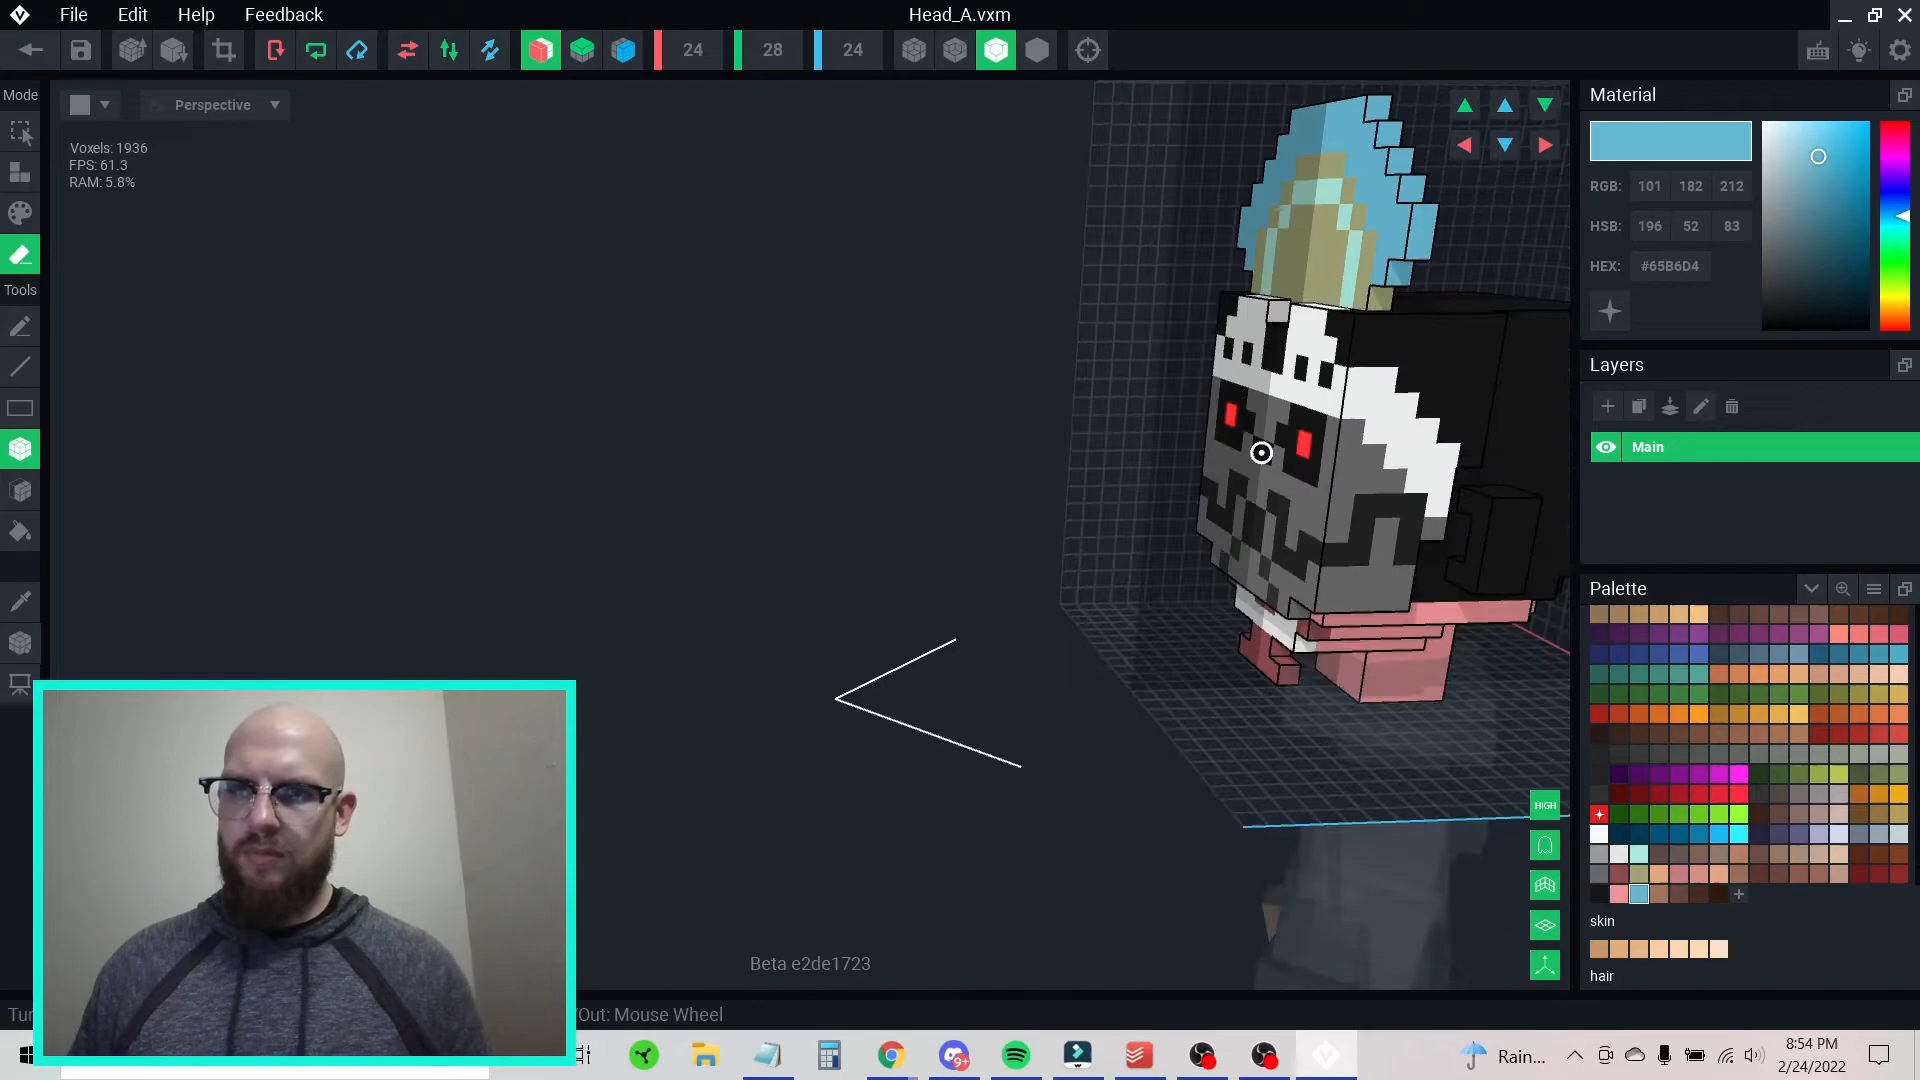 File Edit Help Feedback
Head_A.vxm
24 28 24
Mode
Perspective
Voxels: 1936
FPS: 61.3
RAM: 5.8%
Tools
Material
RGB: 101 182 212
HSB: 196 52 83
HEX: #65B6D4
Layers
Main
Palette
skin
hair
HIGH
Beta e2de1723
/Out: Mouse Wheel
9+
Rain...
8:54 PM
2/24/2022